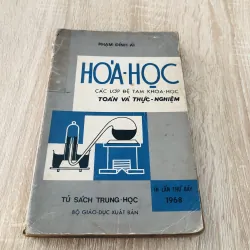 HÓA-HỌC
CÁC LỚP ĐỆ TAM KHOA-HỌC
TOÁN VÀ THỰC-NGHIỆM
IN LẦN THỨ BẢY
1968
TỦ SÁCH TRUNG-HỌC
BỘ GIÁO-DỤC XUẤT BẢN